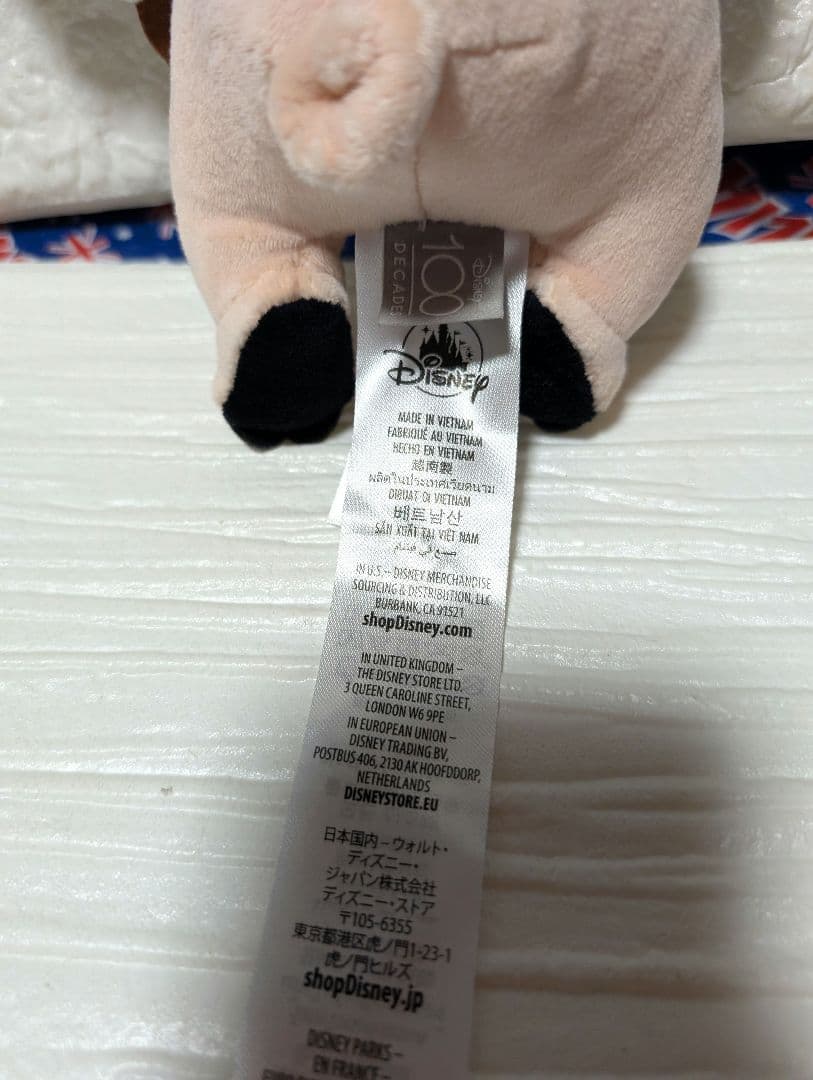 Disney
100
DECADES
DISNEY
MADE IN VIETNAM
FABRIQUÉ AU VIETNAM
HECHO EN VIETNAM
越南製
ผลิตในประเทศเวียดนาม
DIBUAT DI VIETNAM
베트남산
SẢN XUẤT TẠI VIỆT NAM
صنع في فيتنام
IN U.S.– DISNEY MERCHANDISE
SOURCING & DISTRIBUTION, LLC
BURBANK, CA 91521
shopDisney.com
IN UNITED KINGDOM –
THE DISNEY STORE LTD,
3 QUEEN CAROLINE STREET,
LONDON W6 9PE
IN EUROPEAN UNION –
DISNEY TRADING BV,
POSTBUS 406, 2130 AK HOOFDDORP,
NETHERLANDS
DISNEYSTORE.EU
日本国内–ウォルト・
ディズニー・
ジャパン株式会社
ディズニー・ストア
〒105-6355
東京都港区虎ノ門1-23-1
虎ノ門ヒルズ
shopDisney.jp
DISNEY PARKS –
EN FRANCE–